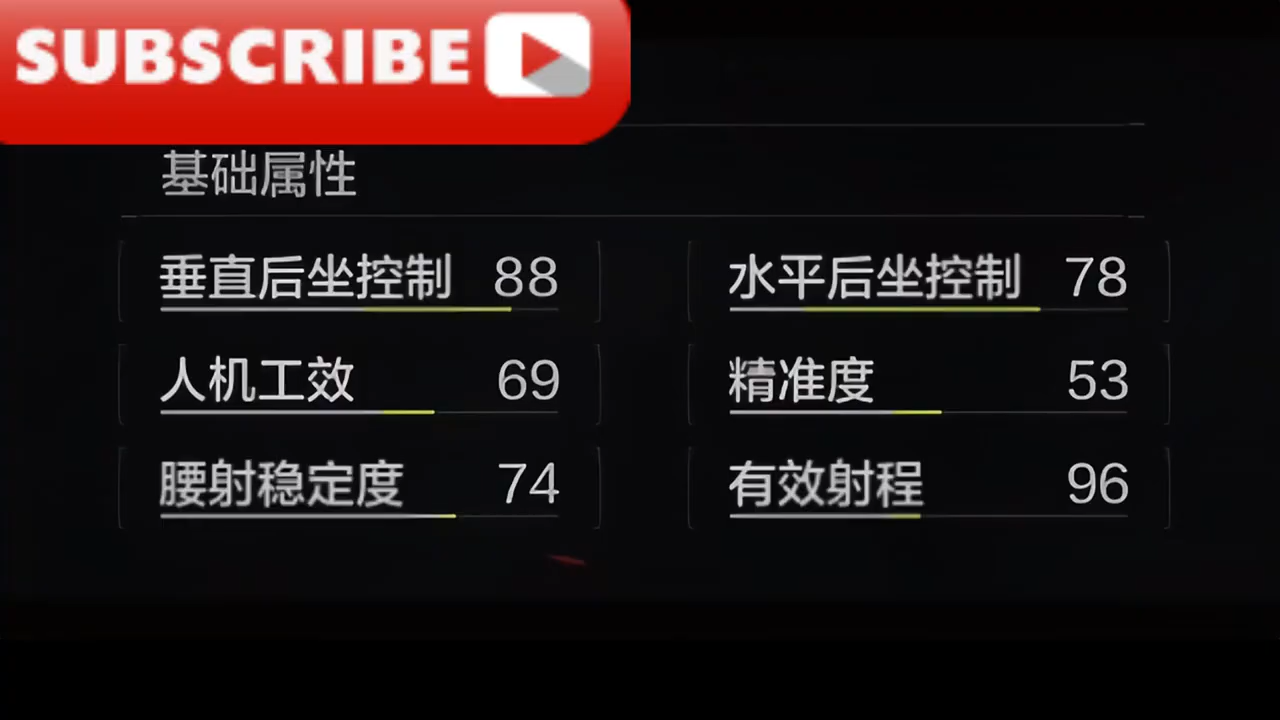 SUBSCRIBE
基础属性
垂直后坐控制 88 水平后坐控制 78
人机工效 69 精准度 53
腰射稳定度 74 有效射程 96